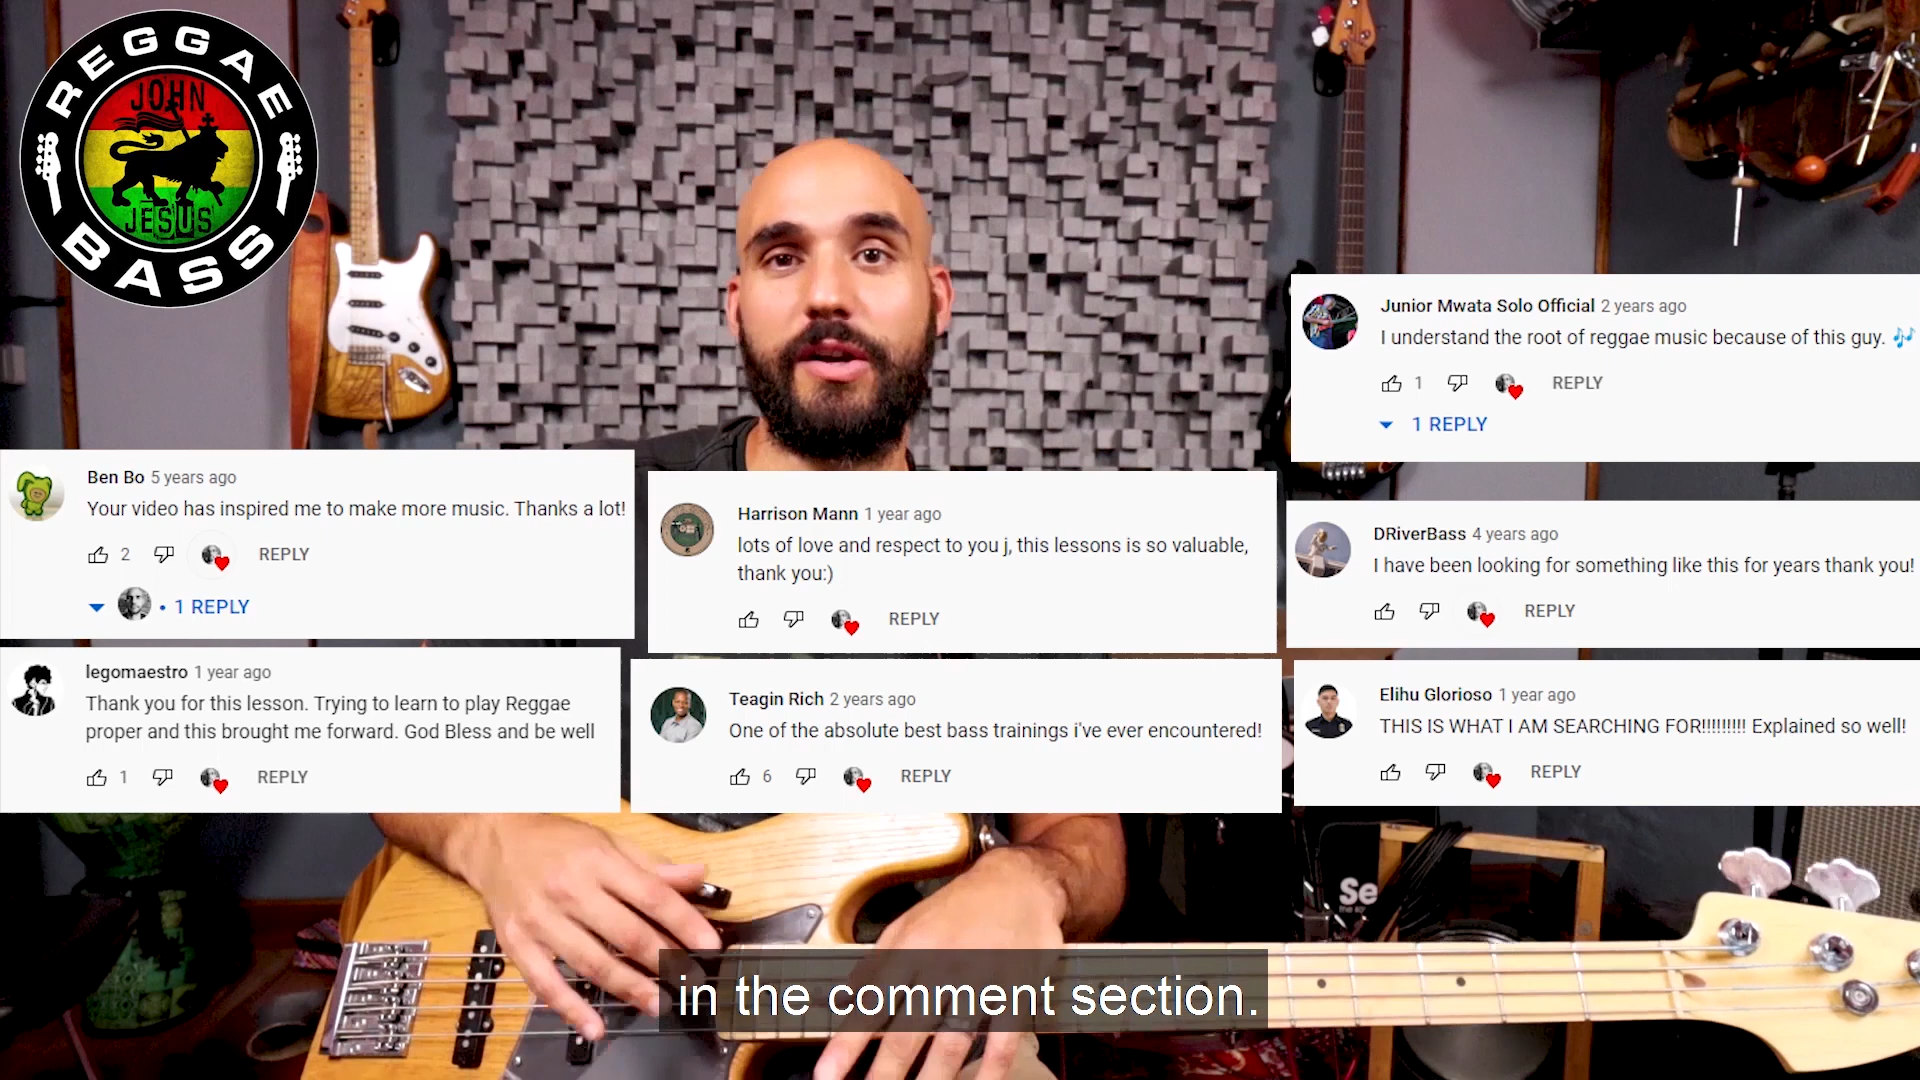 REGGAE
JOHN
JESUS
BASS
Junior Mwata Solo Official 2 years ago
I understand the root of reggae music because of this guy. 🎶
1 REPLY
1 REPLY
Ben Bo 5 years ago
Your video has inspired me to make more music. Thanks a lot!
2 REPLY
• 1 REPLY
Harrison Mann 1 year ago
lots of love and respect to you j, this lessons is so valuable,
thank you:)
REPLY
DRiverBass 4 years ago
I have been looking for something like this for years thank you!
REPLY
legomaestro 1 year ago
Thank you for this lesson. Trying to learn to play Reggae
proper and this brought me forward. God Bless and be well
1 REPLY
Teagin Rich 2 years ago
One of the absolute best bass trainings i've ever encountered!
6 REPLY
Elihu Glorioso 1 year ago
THIS IS WHAT I AM SEARCHING FOR!!!!!!!!! Explained so well!
REPLY
Se
in the comment section.